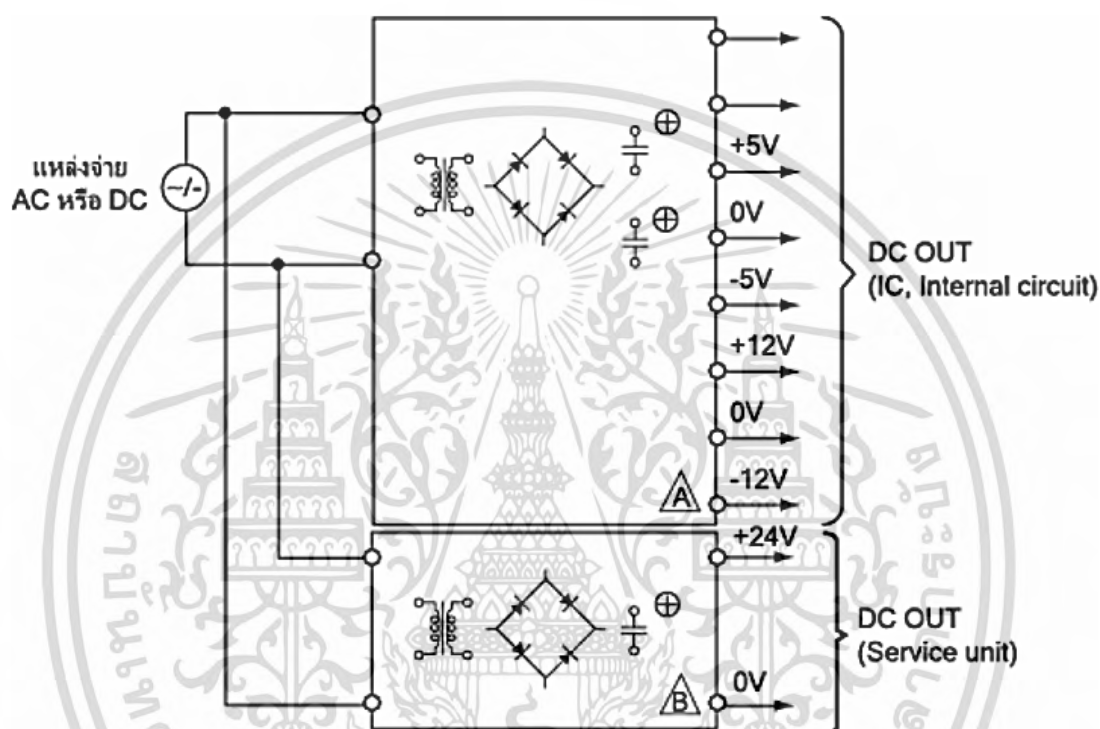 แหล่งจ่าย
AC หรือ DC
~/-
+5V
0V
-5V
+12V
0V
-12V
A
DC OUT
(IC, Internal circuit)
+24V
0V
B
DC OUT
(Service unit)